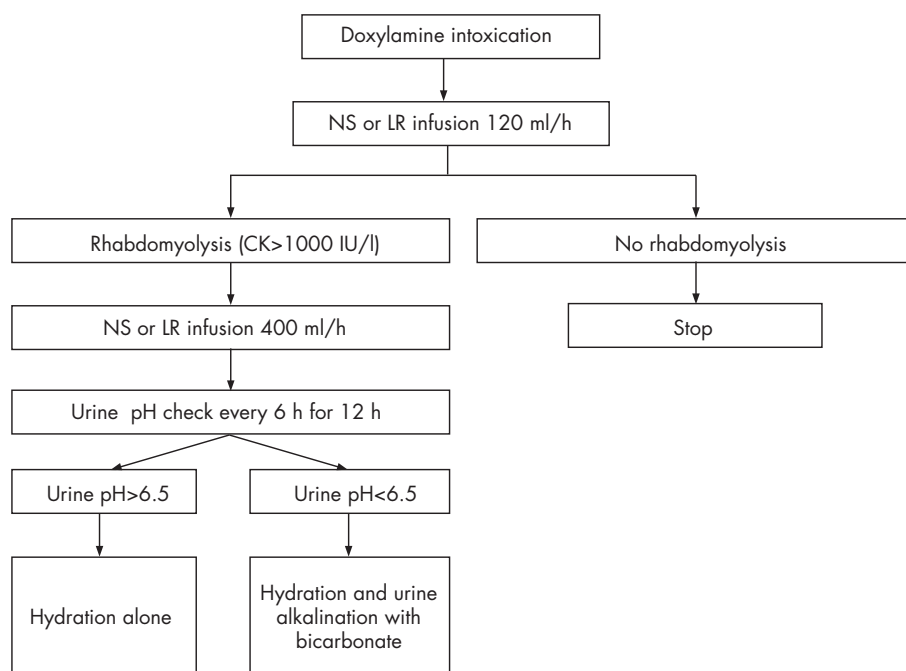 Doxylamine intoxication
NS or LR infusion 120 ml/h
Rhabdomyolysis (CK>1000 IU/l)
No rhabdomyolysis
NS or LR infusion 400 ml/h
Stop
Urine pH check every 6 h for 12 h
Urine pH>6.5
Urine pH<6.5
Hydration alone
Hydration and urine
alkalination with
bicarbonate